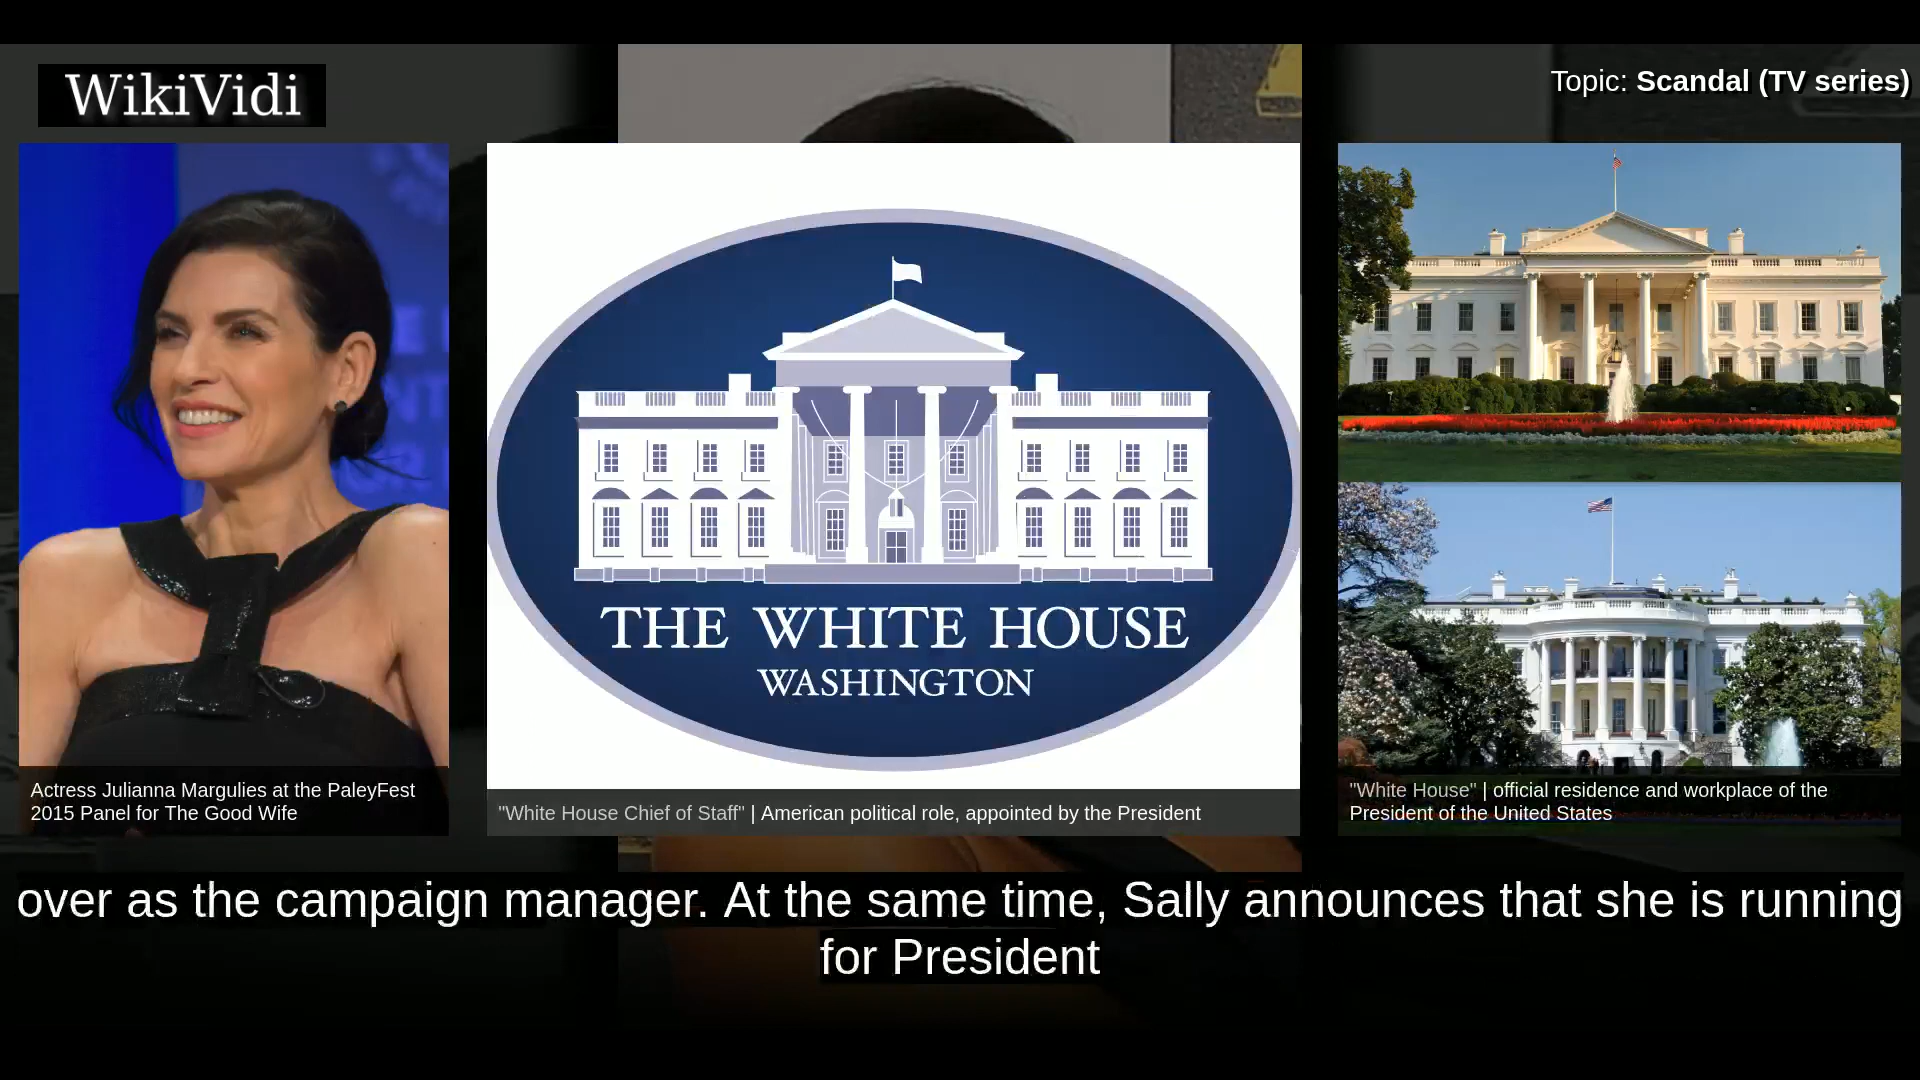 WikiVidi
Topic: Scandal (TV series)
THE WHITE HOUSE
WASHINGTON
Actress Julianna Margulies at the PaleyFest
2015 Panel for The Good Wife
"White House Chief of Staff" | American political role, appointed by the President
"White House" | official residence and workplace of the
President of the United States
over as the campaign manager. At the same time, Sally announces that she is running
for President